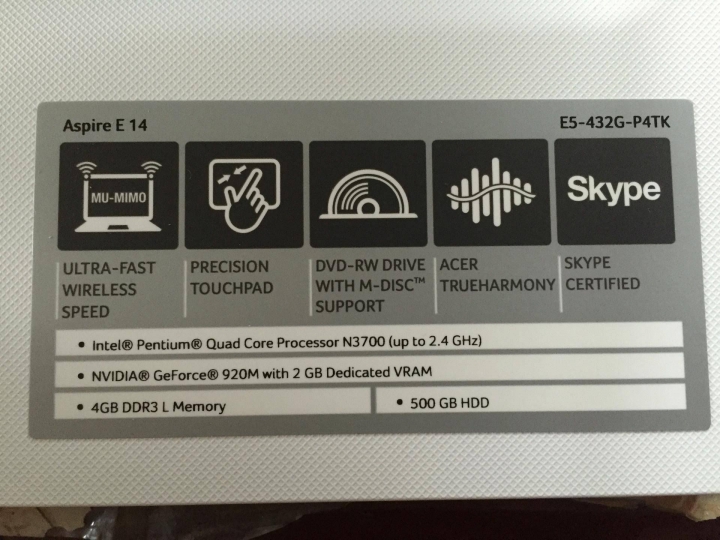 Aspire E 14
E5-432G-P4TK
MU-MIMO
Skype
ULTRA-FAST
WIRELESS
SPEED
PRECISION
TOUCHPAD
DVD-RW DRIVE
WITH M-DISC™
SUPPORT
ACER
TRUEHARMONY
SKYPE
CERTIFIED
• Intel® Pentium® Quad Core Processor N3700 (up to 2.4 GHz)
• NVIDIA® GeForce® 920M with 2 GB Dedicated VRAM
• 4GB DDR3 L Memory
• 500 GB HDD